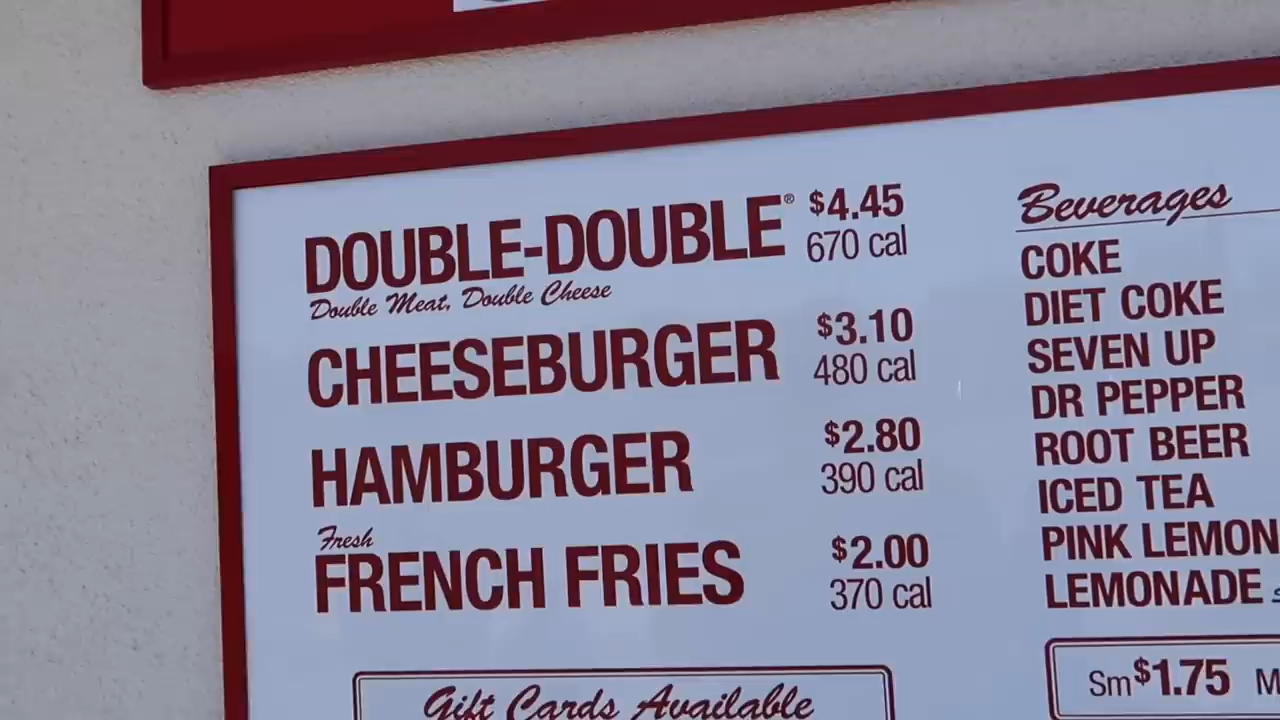 DOUBLE-DOUBLE® $4.45
670 cal
Double Meat, Double Cheese
CHEESEBURGER $3.10
480 cal
HAMBURGER $2.80
390 cal
Fresh
FRENCH FRIES $2.00
370 cal
Gift Cards Available
Beverages
COKE
DIET COKE
SEVEN UP
DR PEPPER
ROOT BEER
ICED TEA
PINK LEMON
LEMONADE
Sm $1.75 M